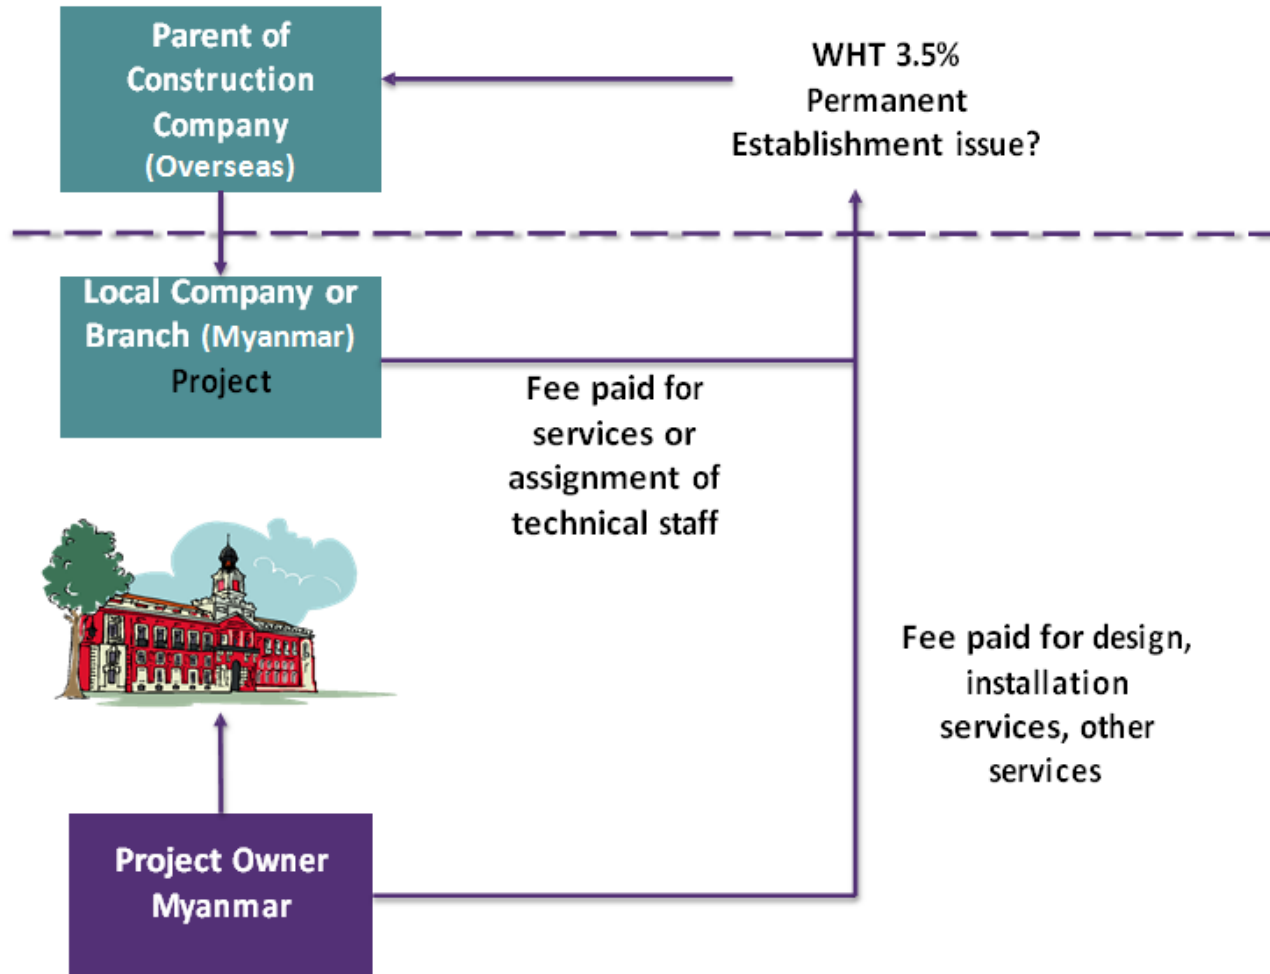 Parent of
Construction
Company
(Overseas)
WHT 3.5%
Permanent
Establishment issue?
Local Company or
Branch (Myanmar)
Project
Fee paid for
services or
assignment of
technical staff
Fee paid for design,
installation
services, other
services
Project Owner
Myanmar